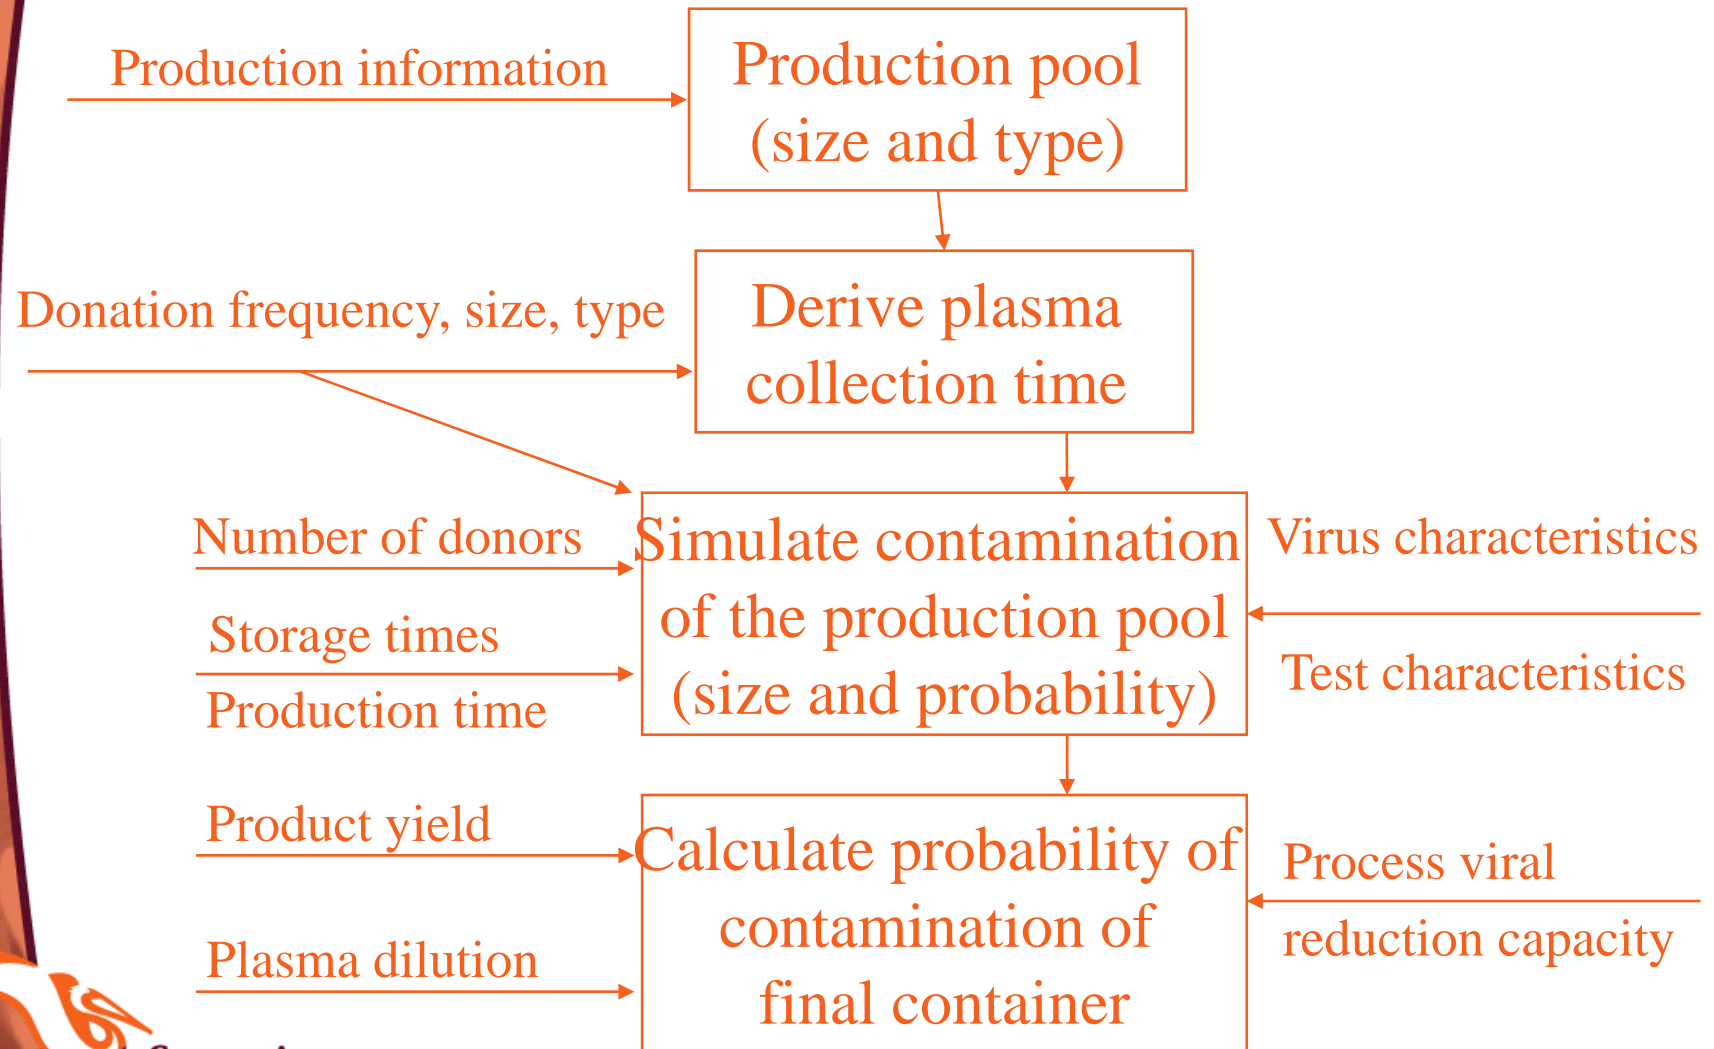 Production information
Production pool
(size and type)
Donation frequency, size, type
Derive plasma
collection time
Number of donors
Storage times
Production time
Simulate contamination
of the production pool
(size and probability)
Virus characteristics
Test characteristics
Product yield
Plasma dilution
Calculate probability of
contamination of
final container
Process viral
reduction capacity